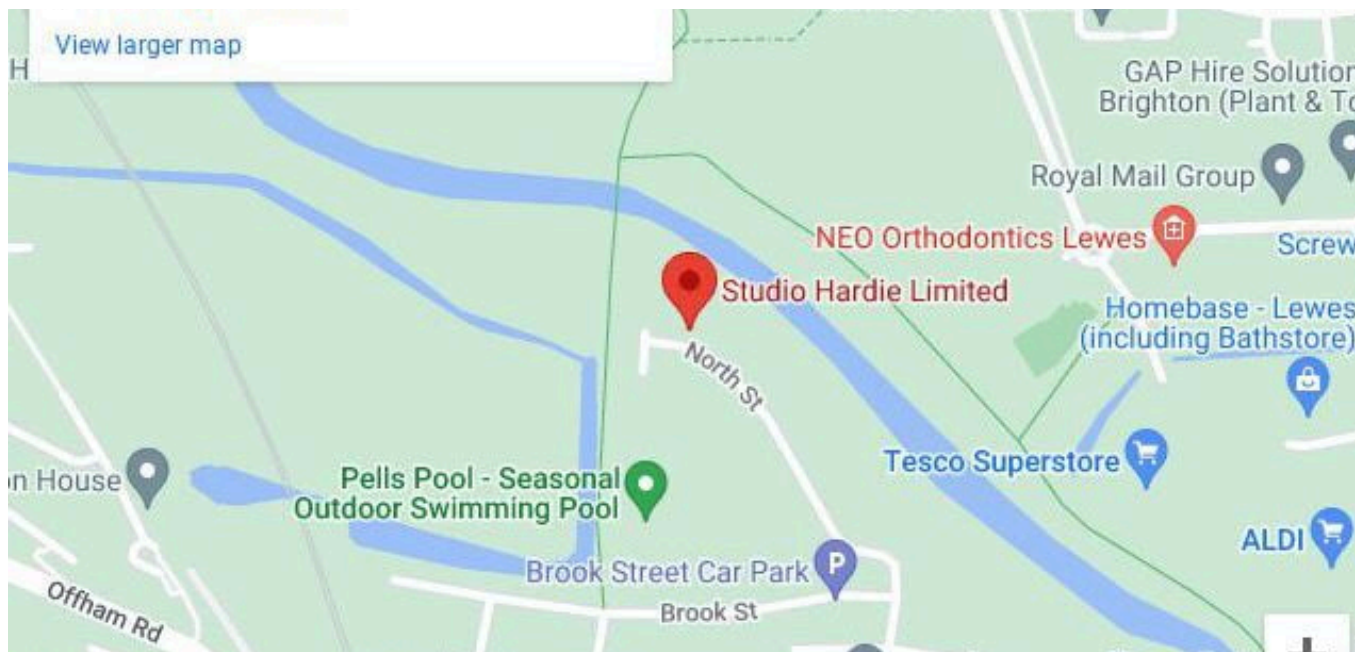 View larger map
H
GAP Hire Solution
Brighton (Plant & To
Royal Mail Group
NEO Orthodontics Lewes
Screw
Studio Hardie Limited
Homebase - Lewes
(including Bathstore)
North St
Tesco Superstore
on House
Pells Pool - Seasonal
Outdoor Swimming Pool
ALDI
Brook Street Car Park
P
Offham Rd
Brook St